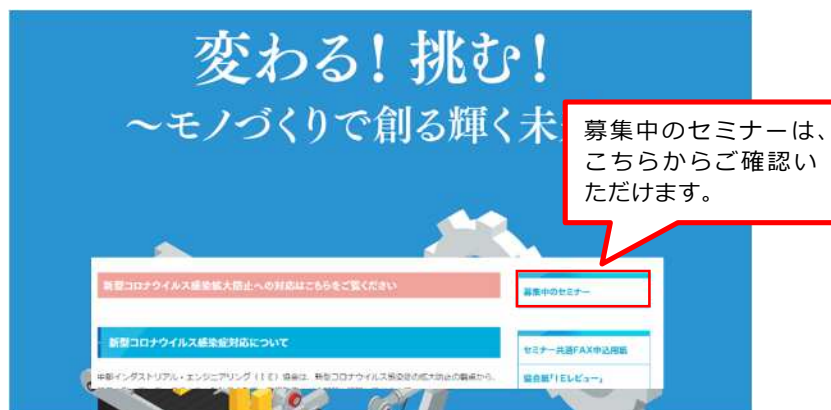 変わる！挑む！
～モノづくりで創る輝く未
募集中のセミナーは、
こちらからご確認い
ただけます。
新型コロナウイルス感染拡大防止への対応はこちらをご覧ください
募集中のセミナー
新型コロナウイルス感染症対応について
セミナー共通FAX申込用紙
中部インダストリアル・エンジニアリング（ＩＥ）協会は、新型コロナウイルス感染症の拡大防止の観点から、
協会誌「ＩＥレビュー」